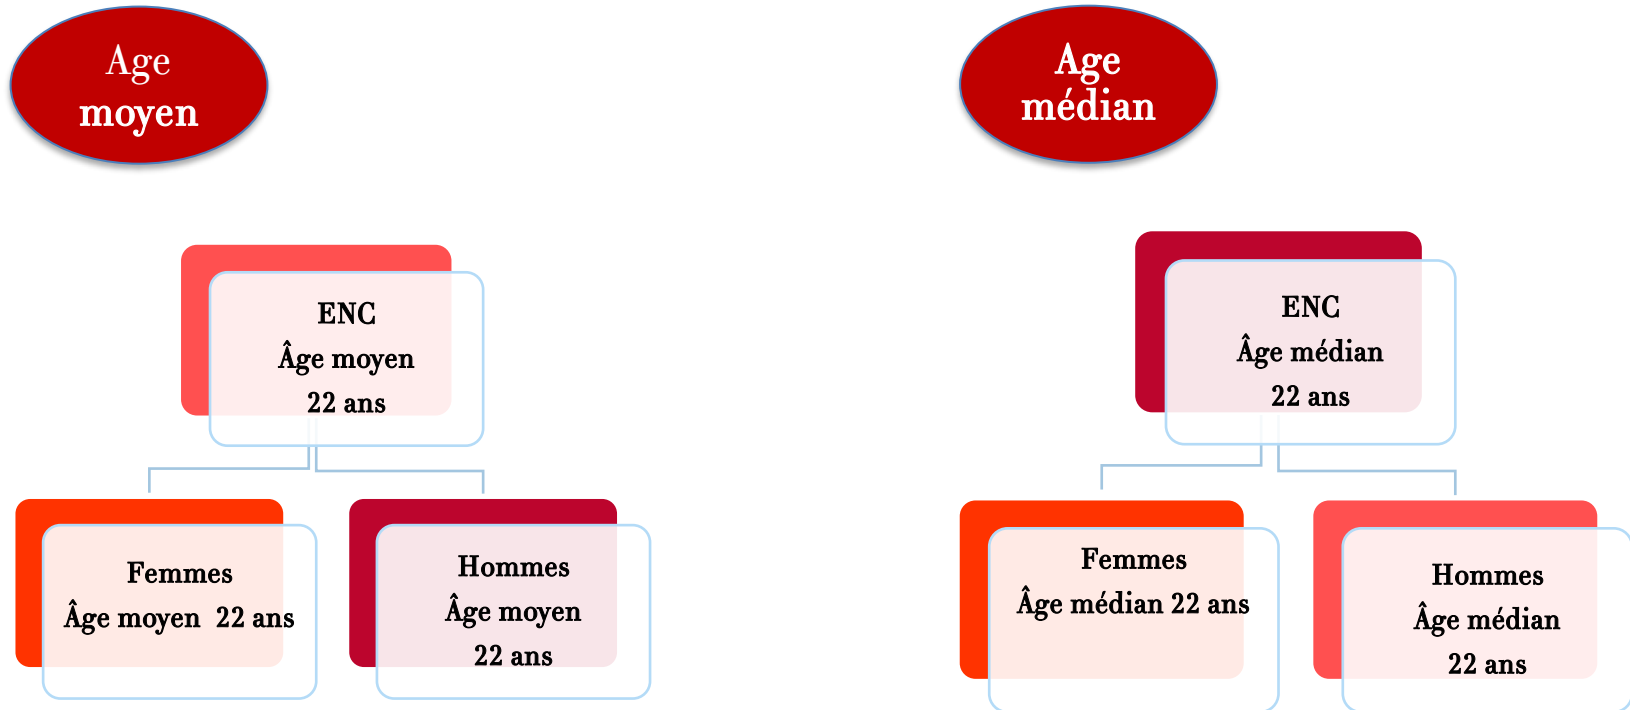 Age
moyen
ENC
Âge moyen
22 ans
Femmes
Âge moyen 22 ans
Hommes
Âge moyen
22 ans
Age
médian
ENC
Âge médian
22 ans
Femmes
Âge médian 22 ans
Hommes
Âge médian
22 ans